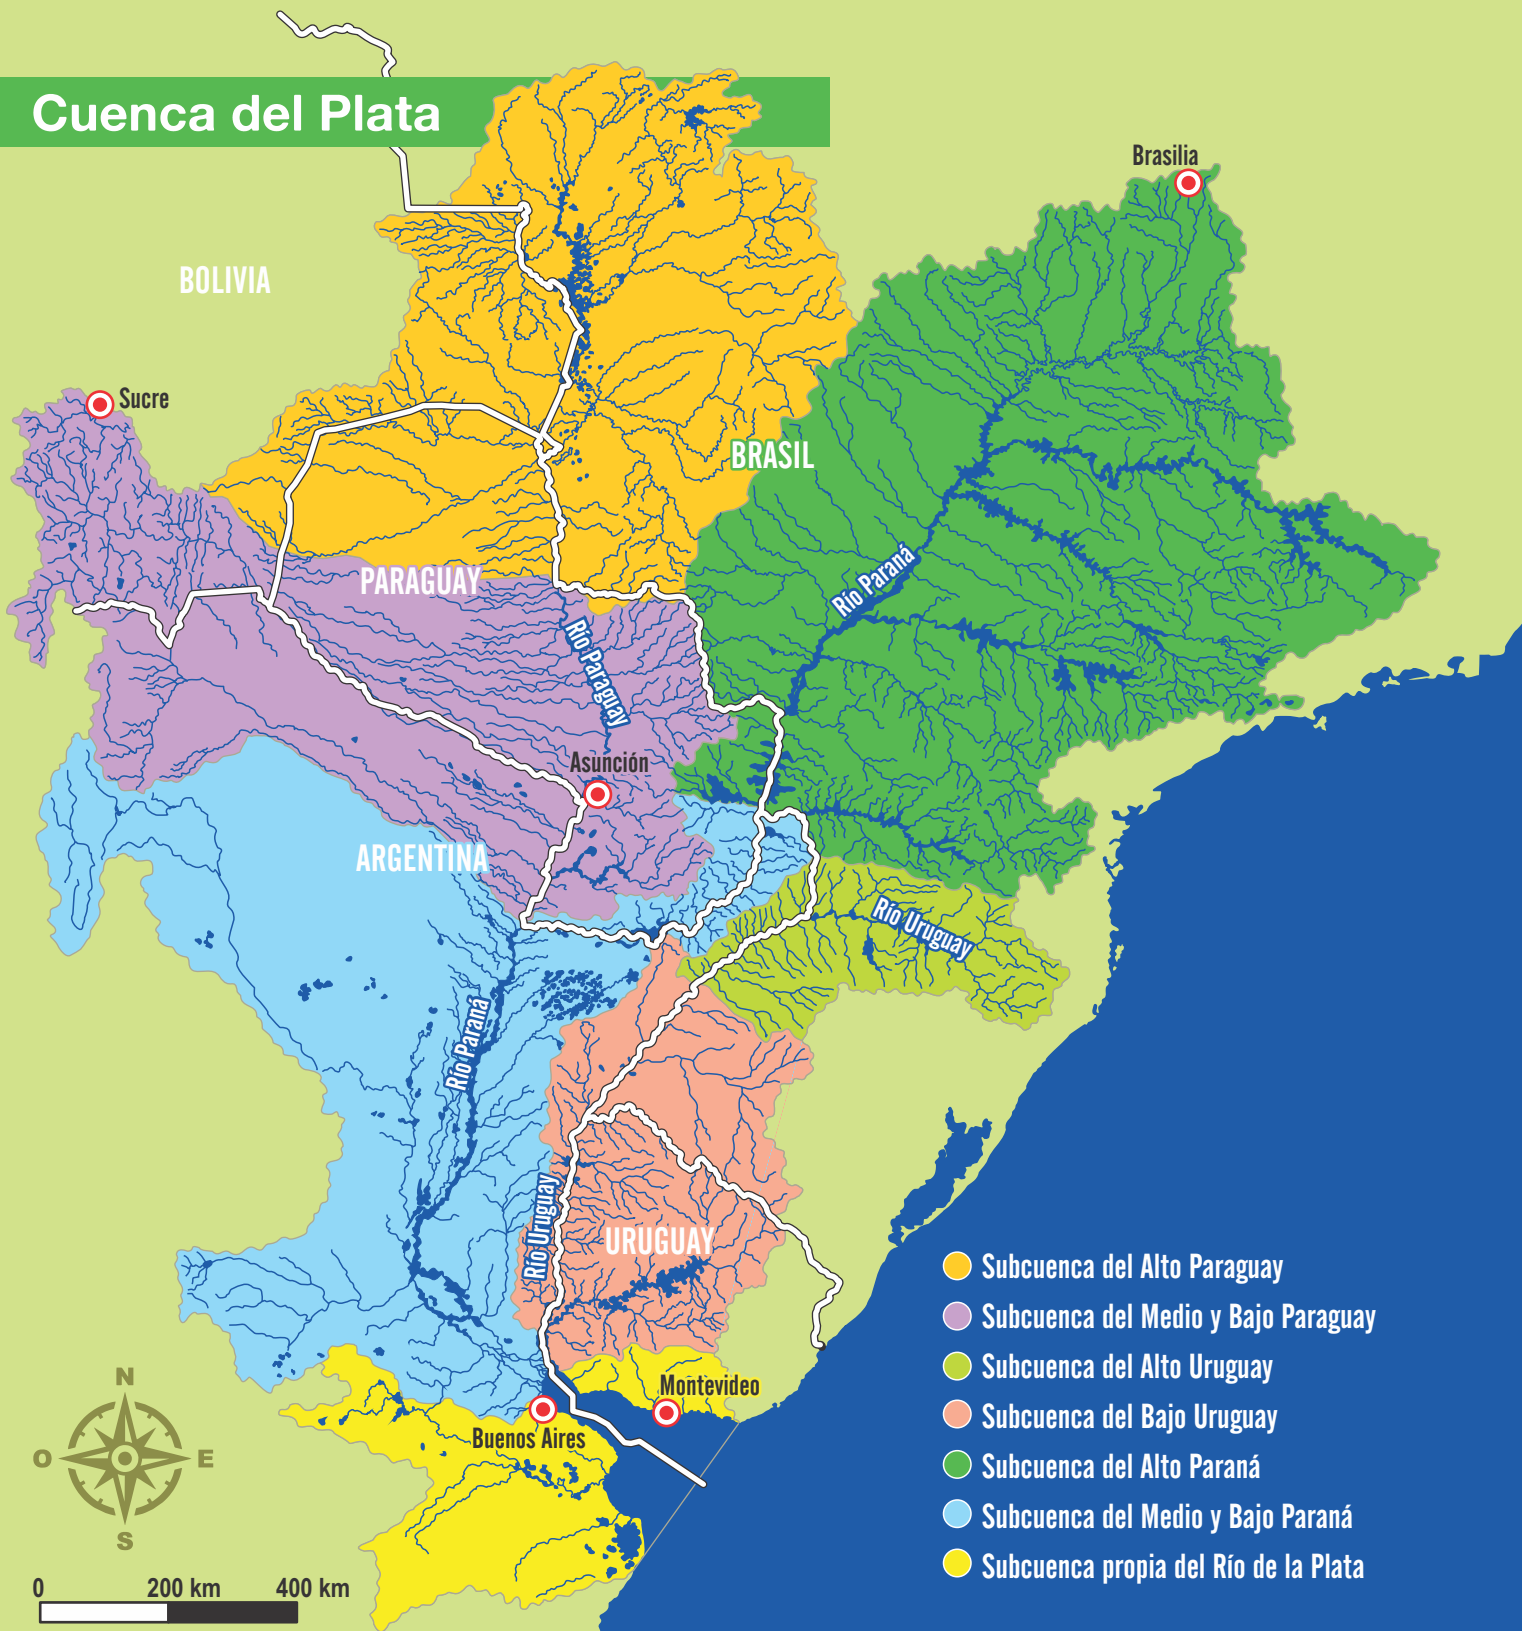 Cuenca del Plata
Brasilia
BOLIVIA
Sucre
BRASIL
Río Paraná
PARAGUAY
Río Paraguay
Asunción
ARGENTINA
Río Uruguay
Río Paraná
Río Uruguay
URUGUAY
Subcuenca del Alto Paraguay
Subcuenca del Medio y Bajo Paraguay
Subcuenca del Alto Uruguay
Subcuenca del Bajo Uruguay
Subcuenca del Alto Paraná
Subcuenca del Medio y Bajo Paraná
Subcuenca propia del Río de la Plata
Montevideo
Buenos Aires
N
O E
S
0 200 km 400 km